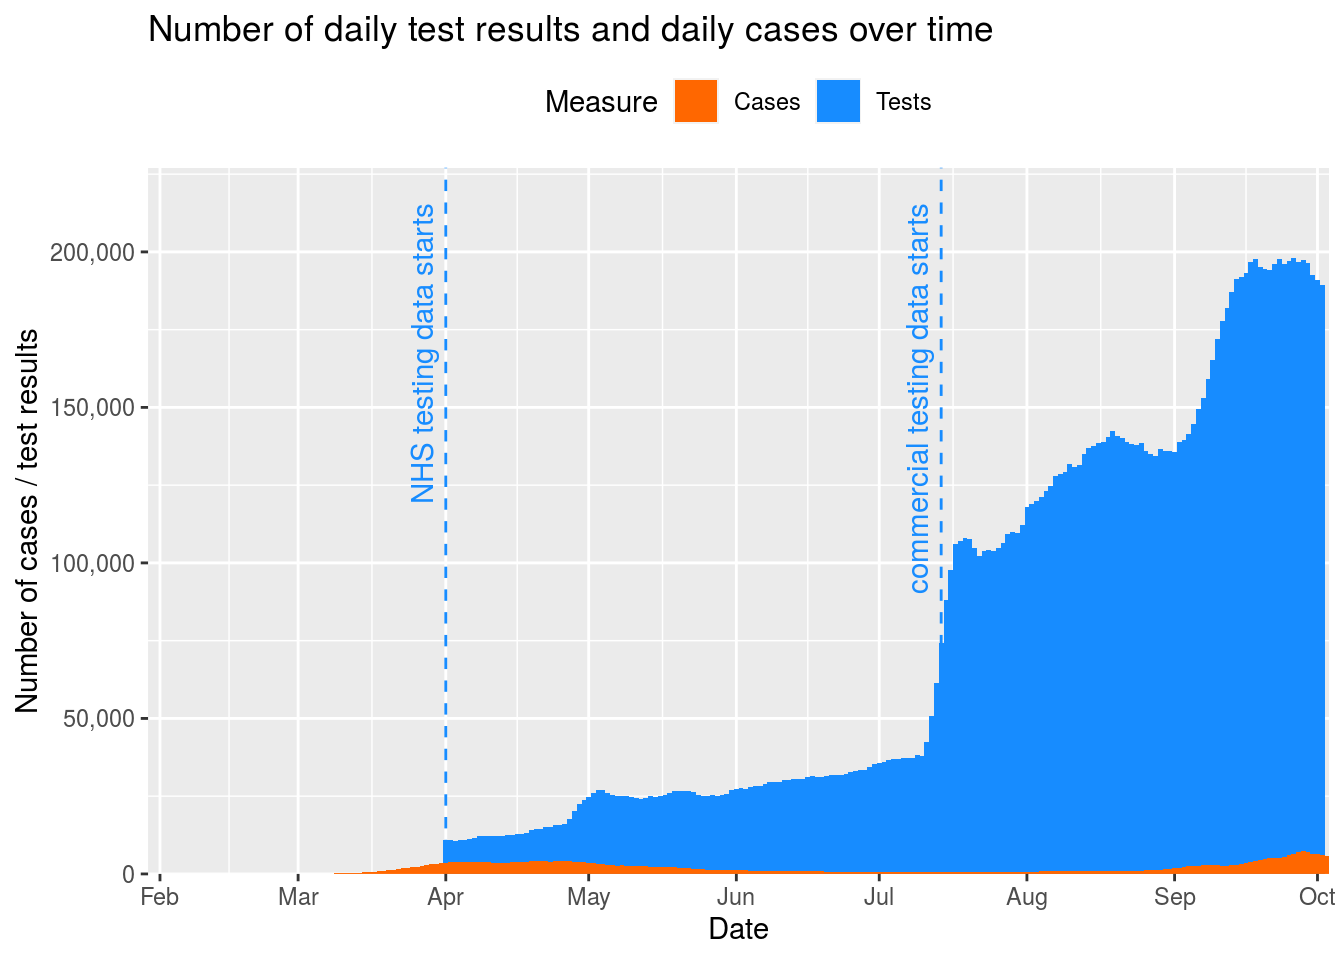 Number of daily test results and daily cases over time
Measure Cases Tests
Number of cases / test results
200,000
150,000
100,000
50,000
0
NHS testing data starts
commercial testing data starts
Feb Mar Apr May Jun Jul Aug Sep Oct
Date